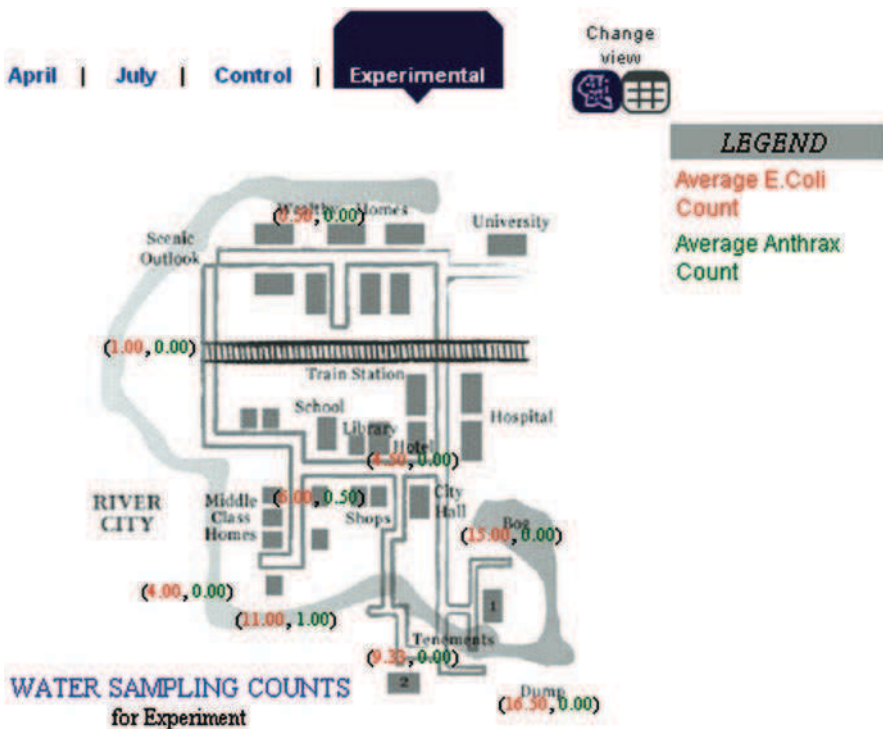 April | July | Control | Experimental
Change
view
LEGEND
Average E.Coli
Count
Average Anthrax
Count
Wealthy Homes
(0.50, 0.00)
University
Scenic
Outlook
(1.00, 0.00)
Train Station
School
Library
Hotel
Hospital
(4.50, 0.00)
RIVER
CITY
Middle
Class
Homes
(6.00, 0.50)
Shops
City
Hall
Bog
(15.00, 0.00)
(4.00, 0.00)
(11.00, 1.00)
1
Tenements
(9.33, 0.00)
2
Dump
(16.50, 0.00)
WATER SAMPLING COUNTS
for Experiment